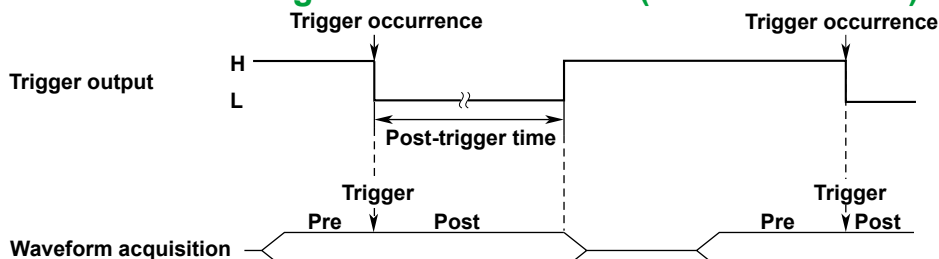 Trigger occurrence Trigger occurrence
Trigger output
H
L
Post-trigger time
Trigger Trigger
Pre Post Pre Post
Waveform acquisition